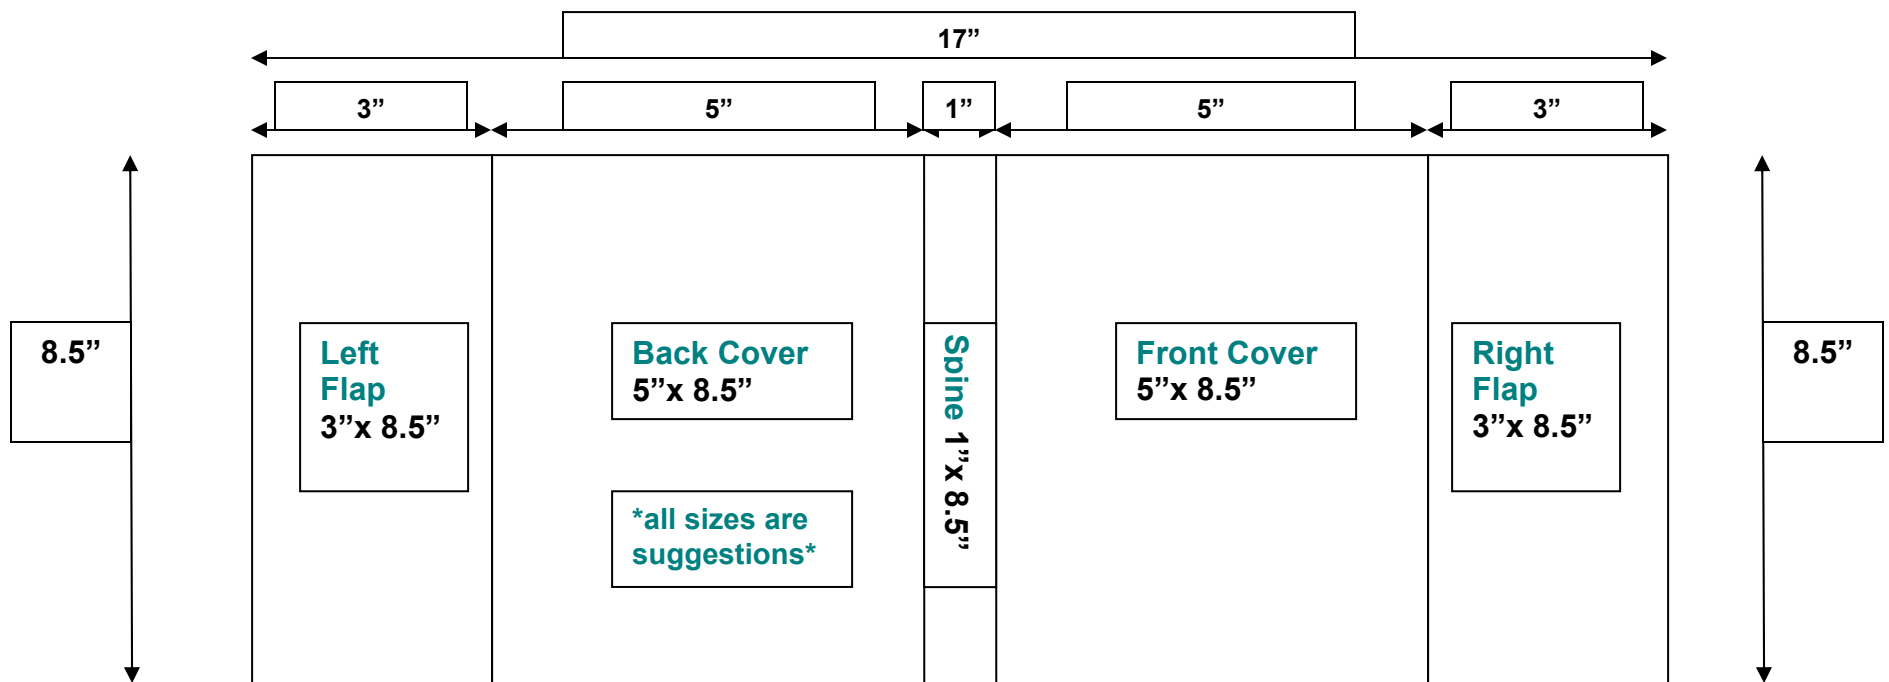 17”
3”
5”
1”
5”
3”
8.5”
Left
Flap
3”x 8.5”
Back Cover
5”x 8.5”
*all sizes are
suggestions*
Spine 1”x 8.5”
Front Cover
5”x 8.5”
Right
Flap
3”x 8.5”
8.5”